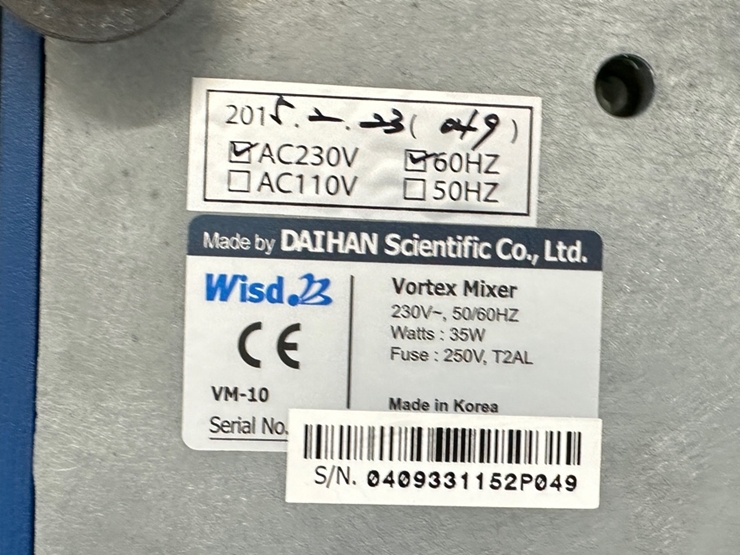 2015.2.23 (049)
☑AC230V ☑60HZ
☐AC110V ☐50HZ
Made by DAIHAN Scientific Co., Ltd.
Wisd.23
CE
VM-10
Serial No.
Vortex Mixer
230V~, 50/60HZ
Watts : 35W
Fuse : 250V, T2AL
Made in Korea
S/N. 0409331152P049